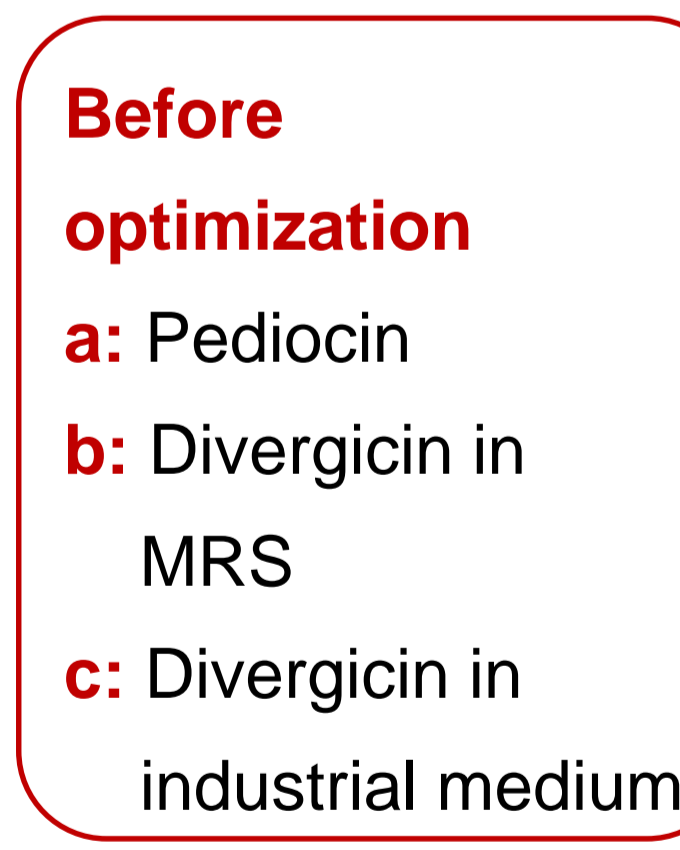 Before
optimization
a: Pediocin
b: Divergicin in
MRS
c: Divergicin in
industrial medium